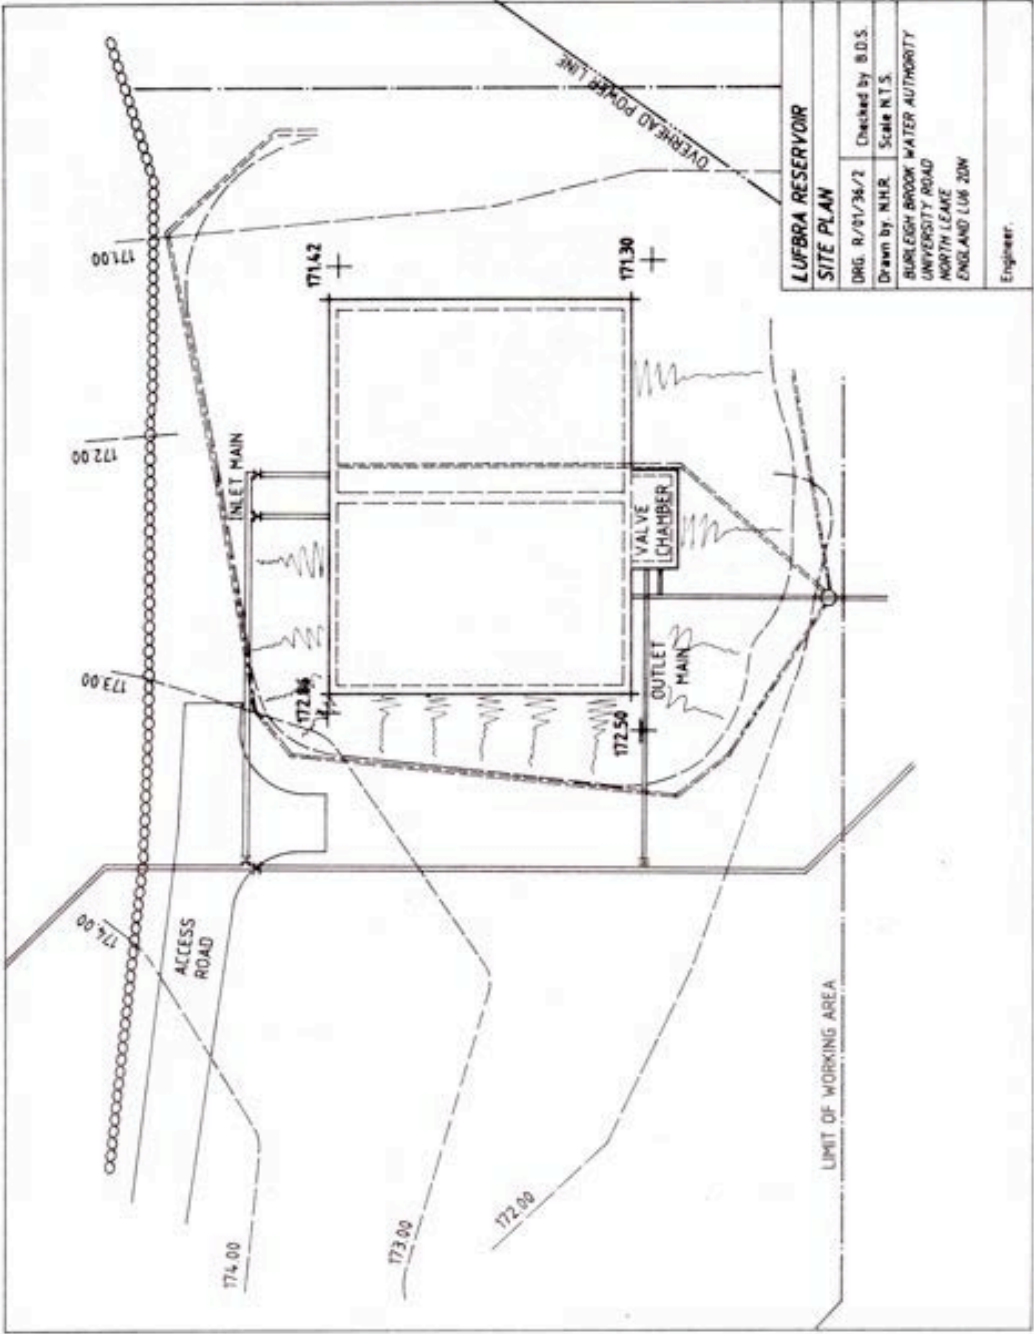 OVERHEAD POWER LINE
171.00
172.00
173.00
174.00
171.42
171.30
INLET MAIN
VALVE
CHAMBER
172.86
172.50
OUTLET
MAIN
ACCESS
ROAD
174.00
173.00
172.00
LIMIT OF WORKING AREA
LUFBRA RESERVOIR
SITE PLAN
DRG. R/01/36/2 Checked by B.D.S.
Drawn by. N.H.R. Scale N.T.S.
BURLEIGH BROOK WATER AUTHORITY
UNIVERSITY ROAD
NORTH LEAKE
ENGLAND LU6 2DW
Engineer.